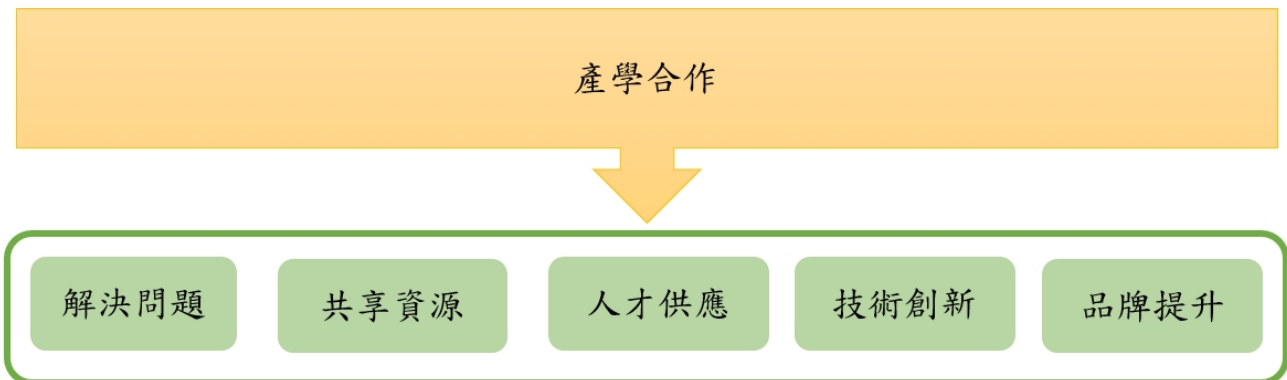 產學合作
解決問題
共享資源
人才供應
技術創新
品牌提升